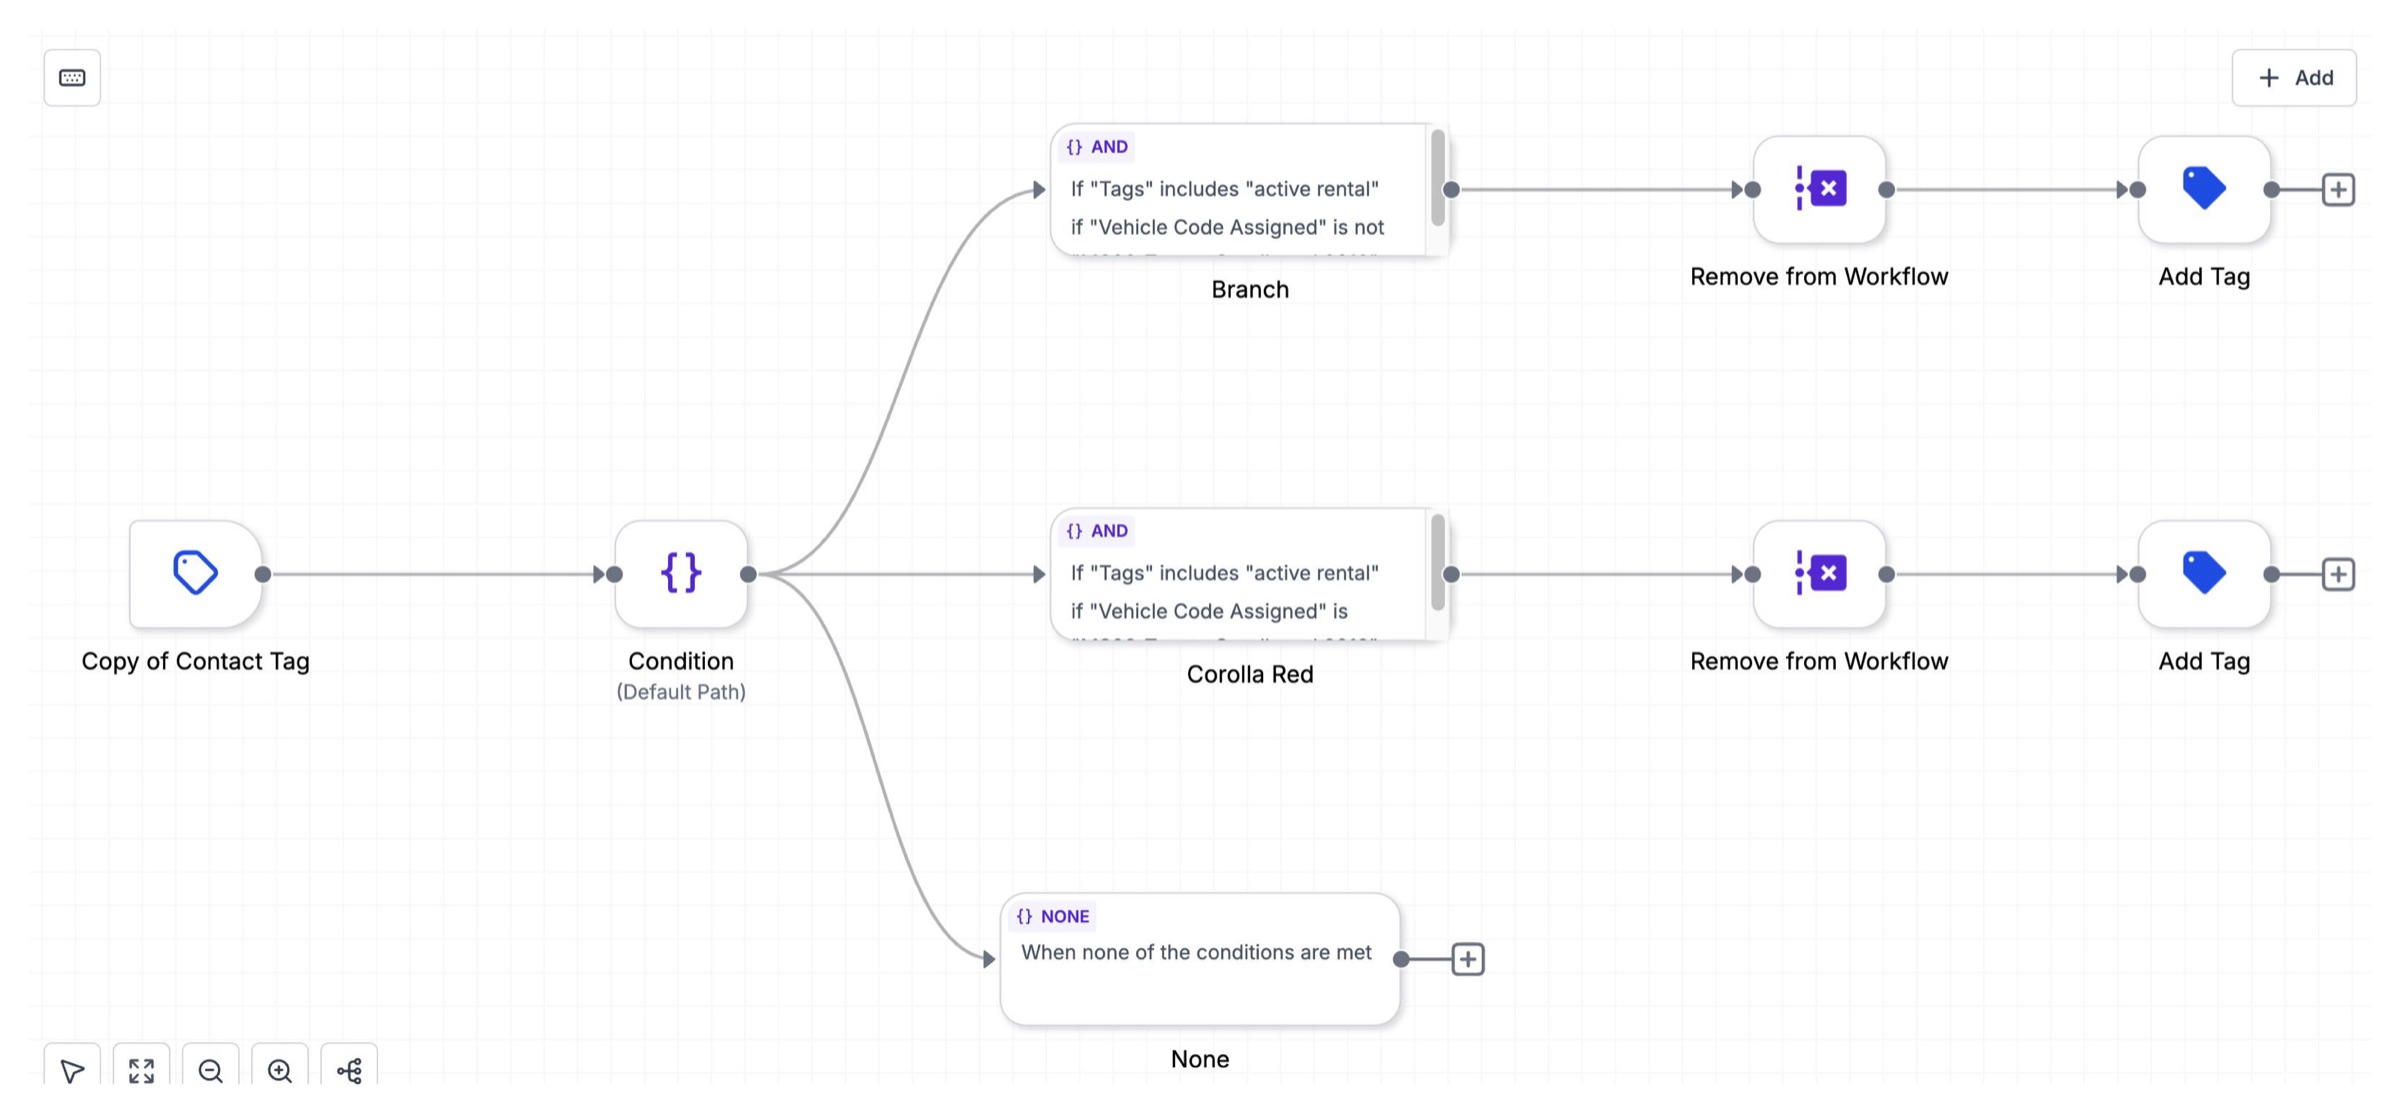 Add
{} AND
If "Tags" includes "active rental"
if "Vehicle Code Assigned" is not
Branch
Remove from Workflow
Add Tag
{} AND
If "Tags" includes "active rental"
if "Vehicle Code Assigned" is
Corolla Red
Copy of Contact Tag
Condition
(Default Path)
Remove from Workflow
Add Tag
{} NONE
When none of the conditions are met
None